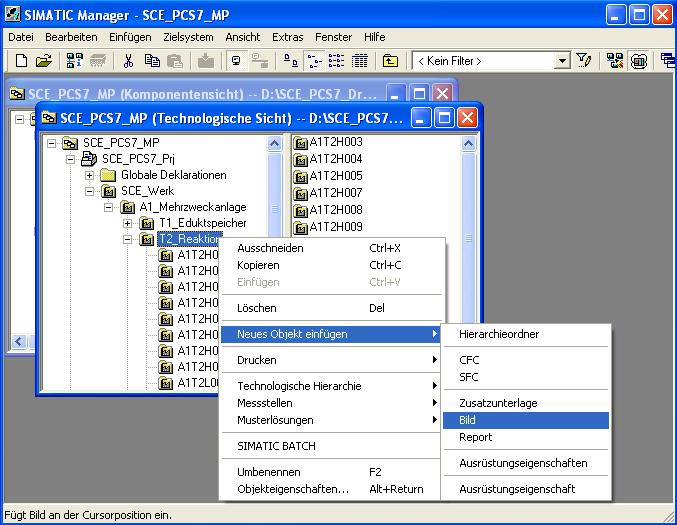 SIMATIC Manager - SCE_PCS7_MP
Datei Bearbeiten Einfügen Zielsystem Ansicht Extras Fenster Hilfe
< Kein Filter >
SCE_PCS7_MP (Komponentensicht) -- D:\SCE_PCS7_Dr...
SCE_PCS7_MP (Technologische Sicht) -- D:\SCE_PCS7...
SCE_PCS7_MP
SCE_PCS7_Prj
Globale Deklarationen
SCE_Werk
A1_Mehrzweckanlage
T1_Eduktspeicher
T2_Reaktion
A1T2H0
A1T2H0
A1T2H0
A1T2H0
A1T2H0
A1T2H0
A1T2H0
A1T2H0
A1T2L00
A1T2H003
A1T2H004
A1T2H005
A1T2H007
A1T2H008
A1T2H009
Ausschneiden Ctrl+X
Kopieren Ctrl+C
Einfügen Ctrl+V
Löschen Del
Neues Objekt einfügen
Drucken
Technologische Hierarchie
Messstellen
Musterlösungen
SIMATIC BATCH
Umbenennen F2
Objekteigenschaften... Alt+Return
Hierarchieordner
CFC
SFC
Zusatzunterlage
Bild
Report
Ausrüstungseigenschaften
Ausrüstungseigenschaft
Fügt Bild an der Cursorposition ein.